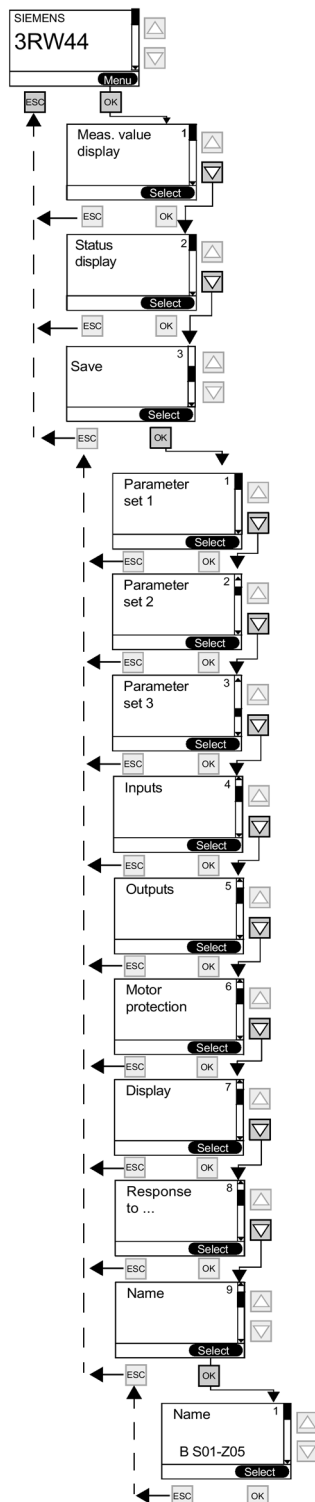 SIEMENS
3RW44
Menu
ESC
OK
Meas. value 1
display
Select
ESC OK
Status 2
display
Select
ESC OK
3
Save
Select
ESC OK
Parameter 1
set 1
Select
ESC OK
Parameter 2
set 2
Select
ESC OK
Parameter 3
set 3
Select
ESC OK
Inputs 4
Select
ESC OK
Outputs 5
Select
ESC OK
Motor 6
protection
Select
ESC OK
Display 7
Select
ESC OK
Response 8
to ...
Select
ESC OK
Name 9
Select
ESC OK
Name 1
B S01-Z05
Select
ESC OK